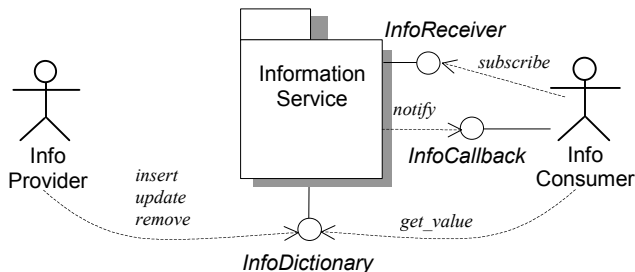 InfoReceiver
Information
Service
subscribe
notify
InfoCallback
Info
Provider
Info
Consumer
insert
update
remove
get_value
InfoDictionary